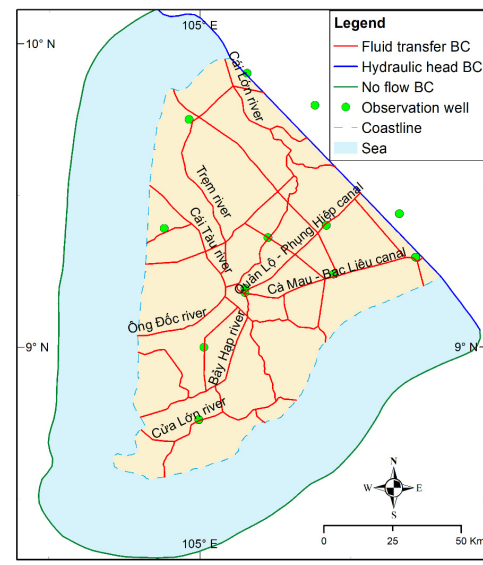 105° E
10° N
Legend
Fluid transfer BC
Hydraulic head BC
No flow BC
Observation well
Coastline
Sea
Cái Lớn river
Trẹm river
Cái Tàu river
Quản Lộ - Phụng Hiệp canal
Cà Mau - Bạc Liêu canal
Ông Đốc river
Bảy Hạp river
9° N
9° N
Cửa Lớn river
N
W
E
S
0
25
50 Km
105° E